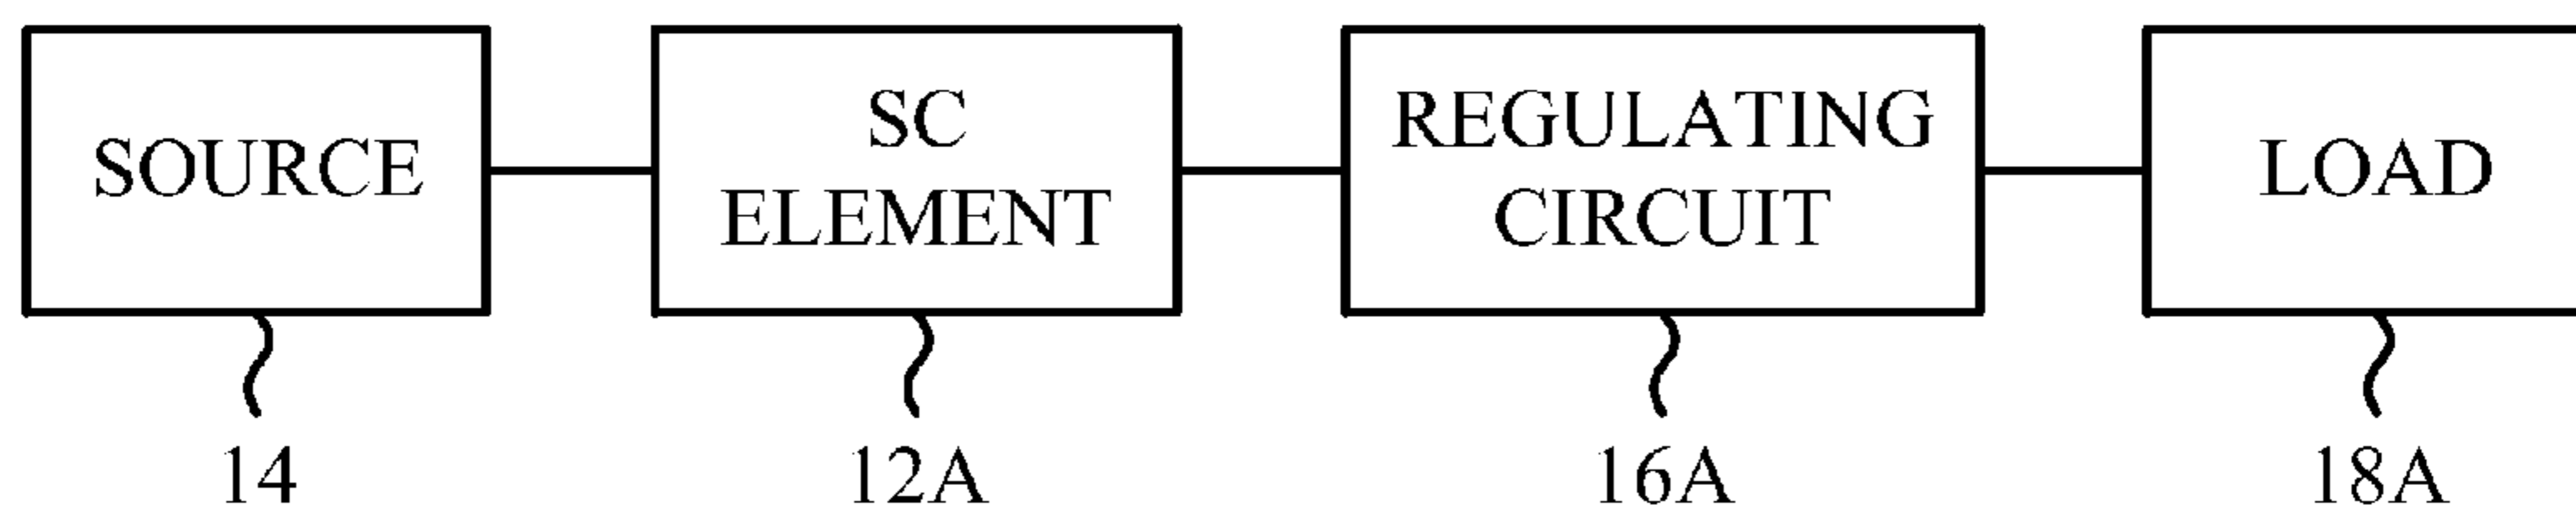 SOURCE
SC
ELEMENT
REGULATING
CIRCUIT
LOAD
14
12A
16A
18A